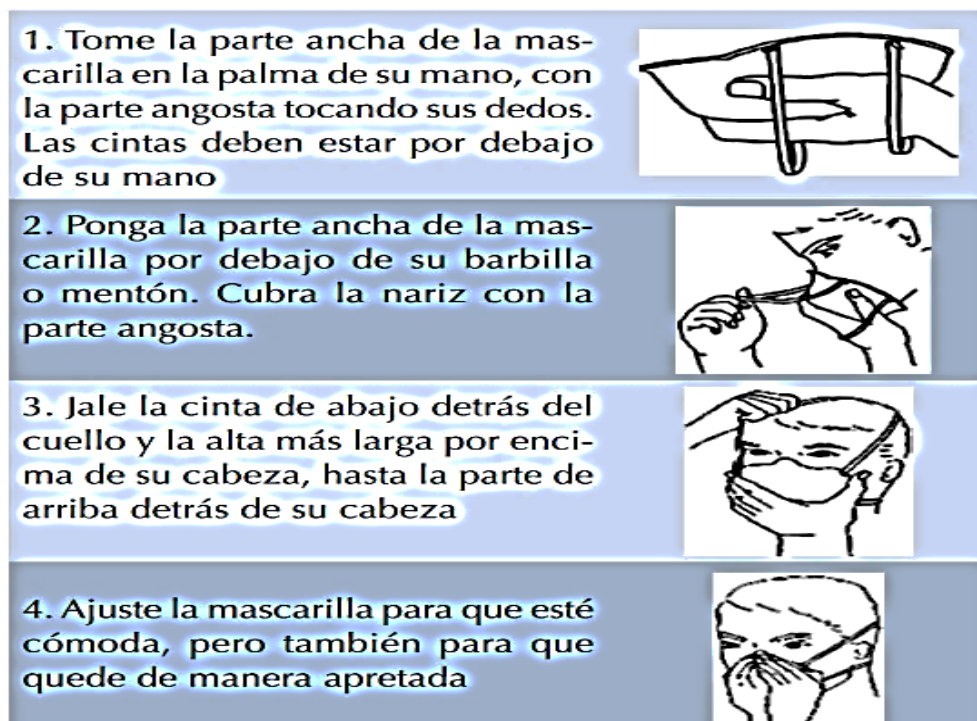 1. Tome la parte ancha de la mas-
carilla en la palma de su mano, con
la parte angosta tocando sus dedos.
Las cintas deben estar por debajo
de su mano
2. Ponga la parte ancha de la mas-
carilla por debajo de su barbilla
o mentón. Cubra la nariz con la
parte angosta.
3. Jale la cinta de abajo detrás del
cuello y la alta más larga por enci-
ma de su cabeza, hasta la parte de
arriba detrás de su cabeza
4. Ajuste la mascarilla para que esté
cómoda, pero también para que
quede de manera apretada